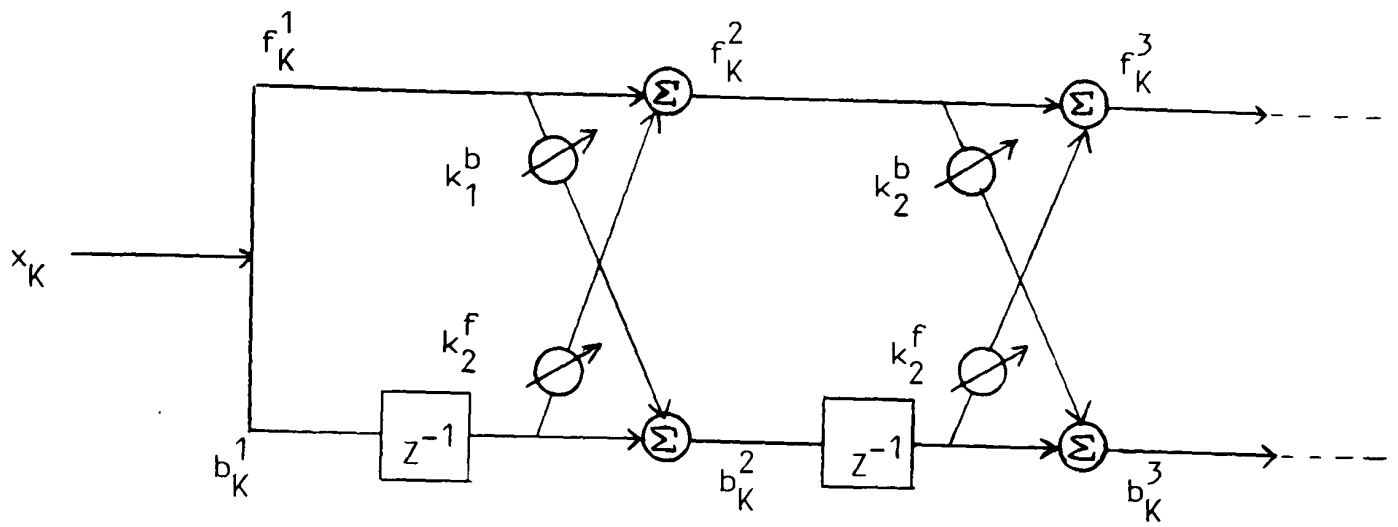 f_K^1
f_K^2
f_K^3
Σ
Σ
k_1^b
k_2^b
x_K
k_2^f
k_2^f
z^{-1}
Σ
z^{-1}
Σ
b_K^1
b_K^2
b_K^3